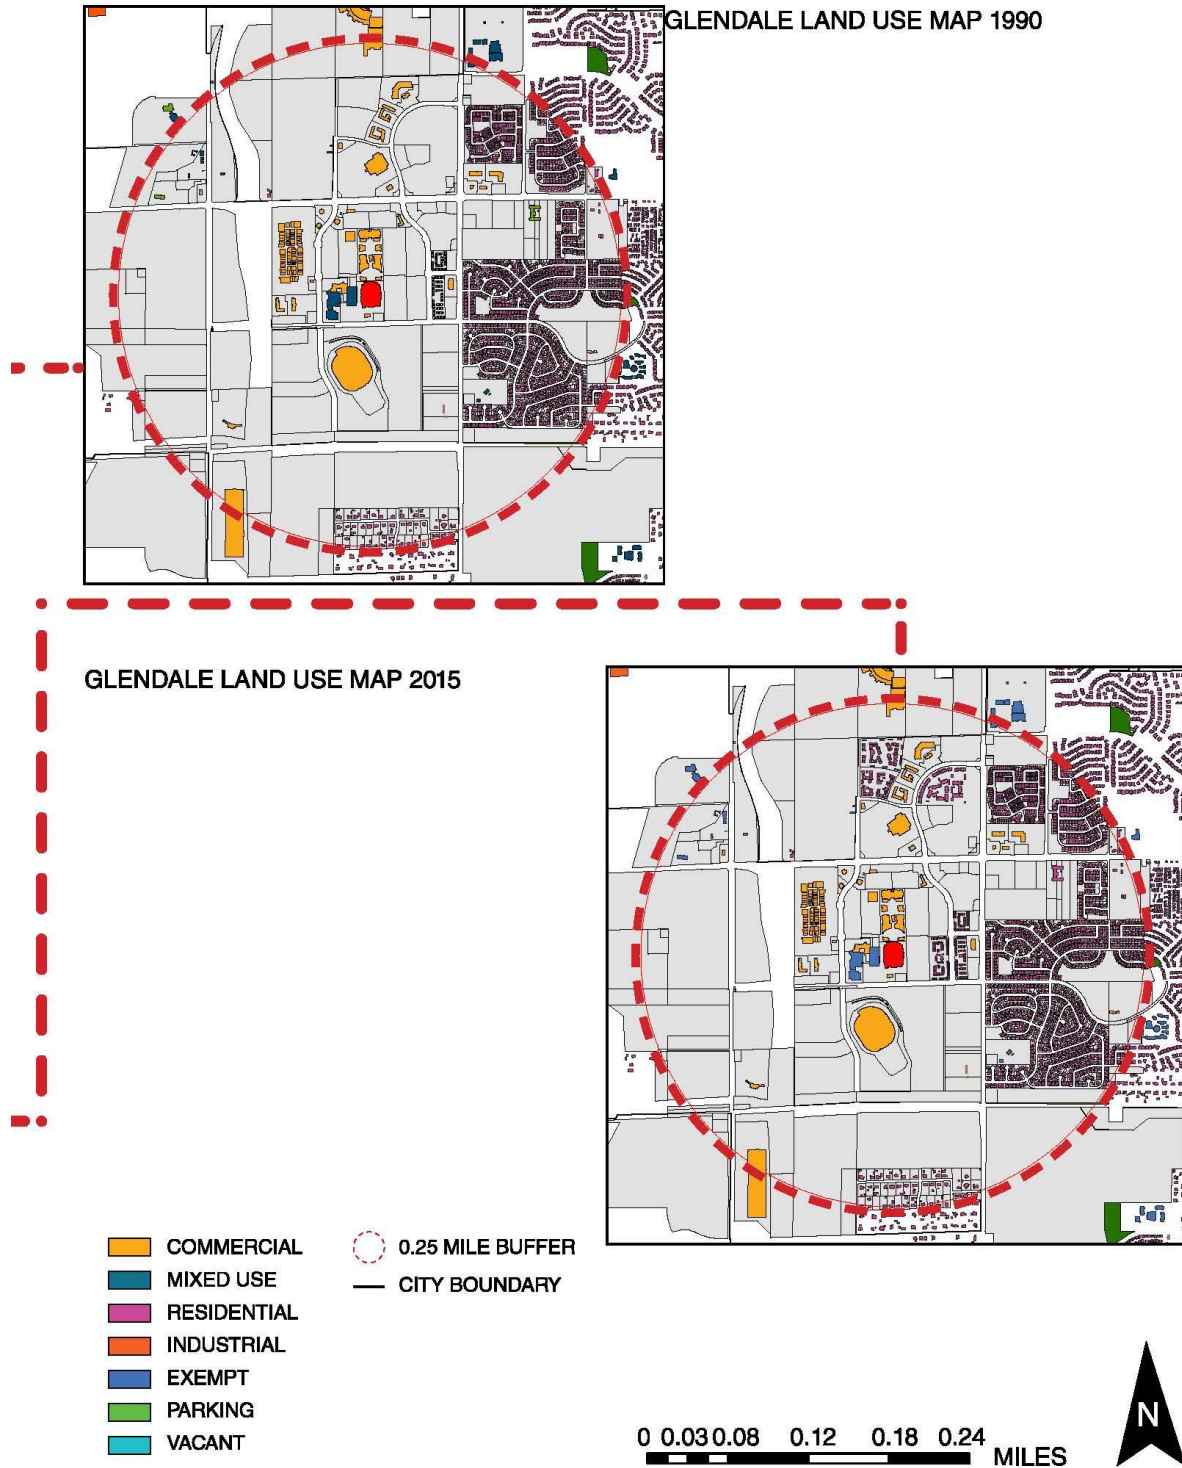 GLENDALE LAND USE MAP 1990
GLENDALE LAND USE MAP 2015
COMMERCIAL
MIXED USE
RESIDENTIAL
INDUSTRIAL
EXEMPT
PARKING
VACANT
0.25 MILE BUFFER
CITY BOUNDARY
0 0.03 0.08 0.12 0.18 0.24 MILES
N